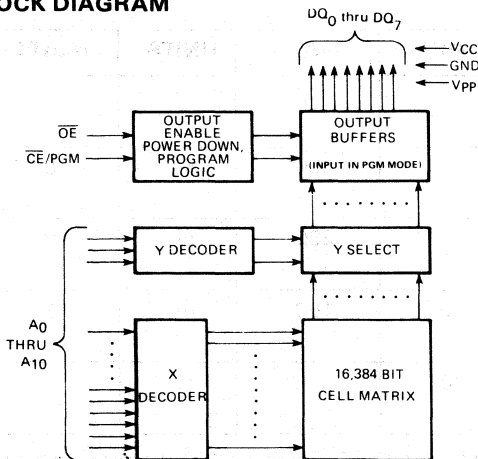 OCK DIAGRAM
DQ0 thru DQ7
VCC
GND
VPP
OE
CE/PGM
OUTPUT
ENABLE
POWER DOWN,
PROGRAM
LOGIC
OUTPUT
BUFFERS
(INPUT IN PGM MODE)
Y DECODER
Y SELECT
A0
THRU
A10
X
DECODER
16,384 BIT
CELL MATRIX